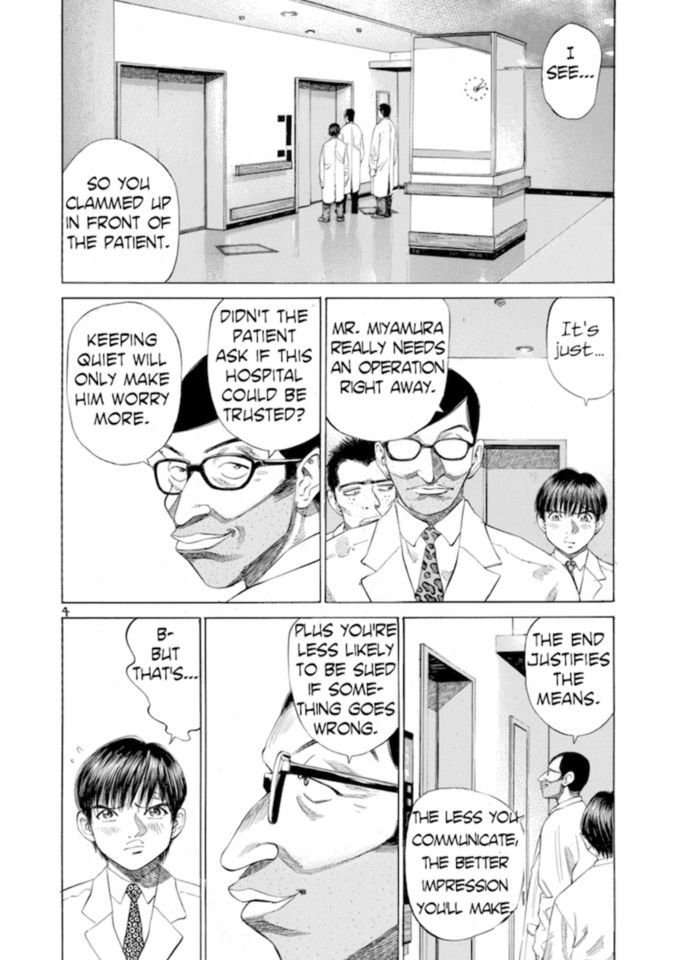 I
SEE...
SO YOU
CLAMMED UP
IN FRONT OF
THE PATIENT.
It's
just...
MR. MIYAMURA
REALLY NEEDS
AN OPERATION
RIGHT AWAY.
DIDN'T THE
PATIENT
ASK IF THIS
HOSPITAL
COULD BE
TRUSTED?
KEEPING
QUIET WILL
ONLY MAKE
HIM WORRY
MORE.
4
THE END
JUSTIFIES
THE
MEANS.
THE LESS YOU
COMMUNICATE,
THE BETTER
IMPRESSION
YOU'LL MAKE.
PLUS YOU'RE
LESS LIKELY
TO BE SUED
IF SOME-
THING GOES
WRONG.
B-
BUT
THAT'S...